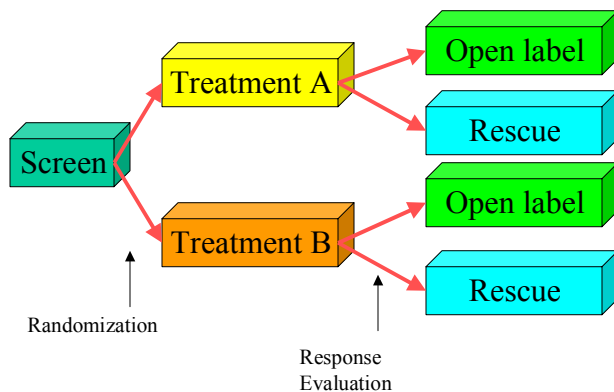 Open label
Treatment A
Rescue
Screen
Open label
Treatment B
Rescue
Randomization
Response
Evaluation